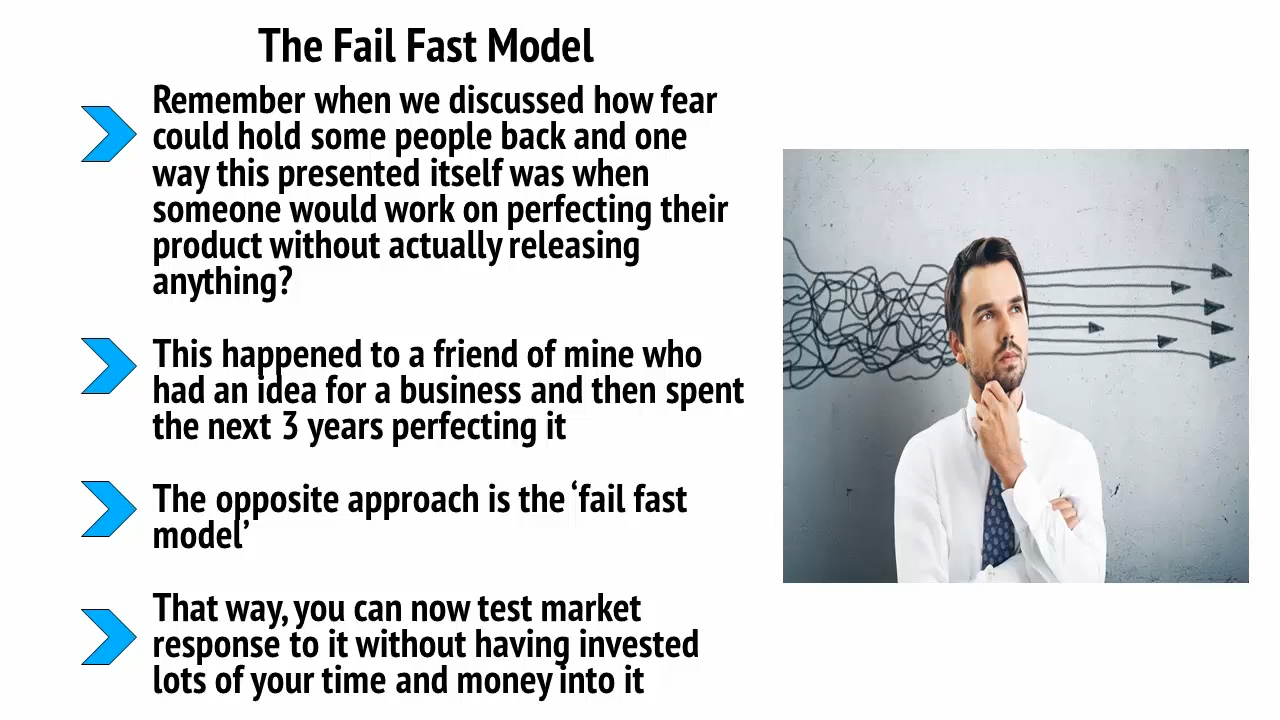 The Fail Fast Model
Remember when we discussed how fear
could hold some people back and one
way this presented itself was when
someone would work on perfecting their
product without actually releasing
anything?
This happened to a friend of mine who
had an idea for a business and then spent
the next 3 years perfecting it
The opposite approach is the ‘fail fast
model’
That way, you can now test market
response to it without having invested
lots of your time and money into it